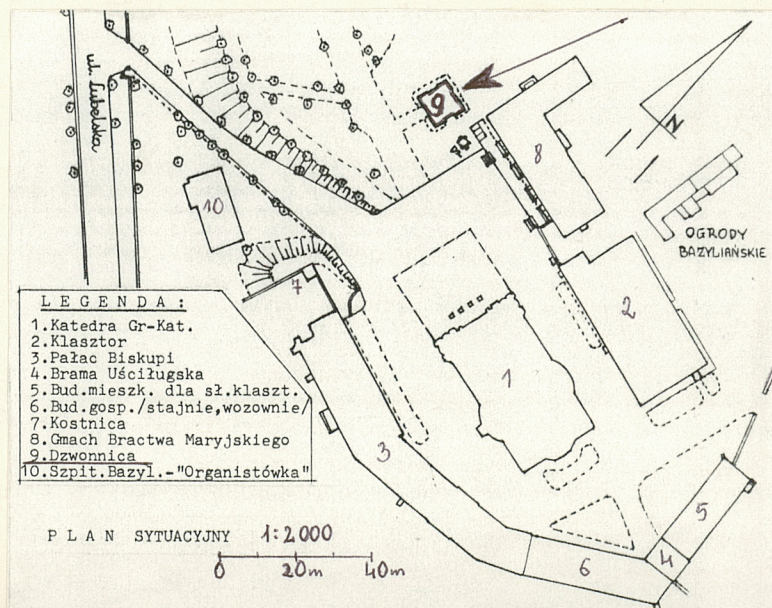 ul. Lubelska
9
8
10
N
OGRODY
BAZYLIAŃSKIE
7
2
1
3
5
4
6
L E G E N D A :
1.Katedra Gr-Kat.
2.Klasztor
3.Pałac Biskupi
4.Brama Uściługska
5.Bud.mieszk. dla sł.klaszt.
6.Bud.gosp./stajnie,wozownie/
7.Kostnica
8.Gmach Bractwa Maryjskiego
9.Dzwonnica
10.Szpit.Bazyl.-"Organistówka"
P L A N SYTUACYJNY 1:2000
0 20m 40m